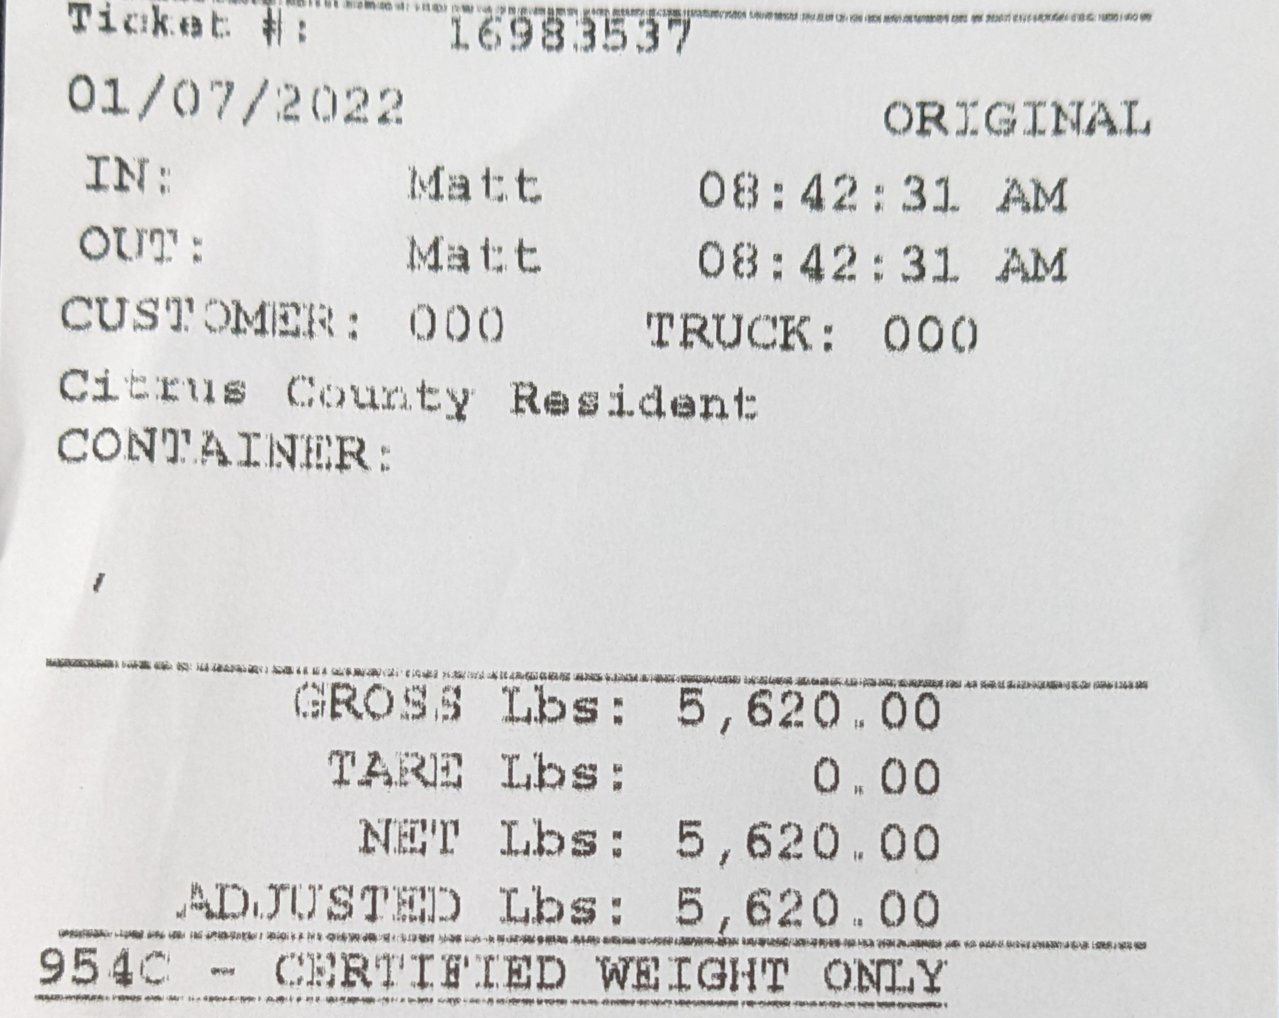 Ticket #: 16983537
01/07/2022 ORIGINAL
IN: Matt 08:42:31 AM
OUT: Matt 08:42:31 AM
CUSTOMER: 000 TRUCK: 000
Citrus County Resident
CONTAINER:
,
GROSS Lbs: 5,620.00
TARE Lbs: 0.00
NET Lbs: 5,620.00
ADJUSTED Lbs: 5,620.00
954C - CERTIFIED WEIGHT ONLY